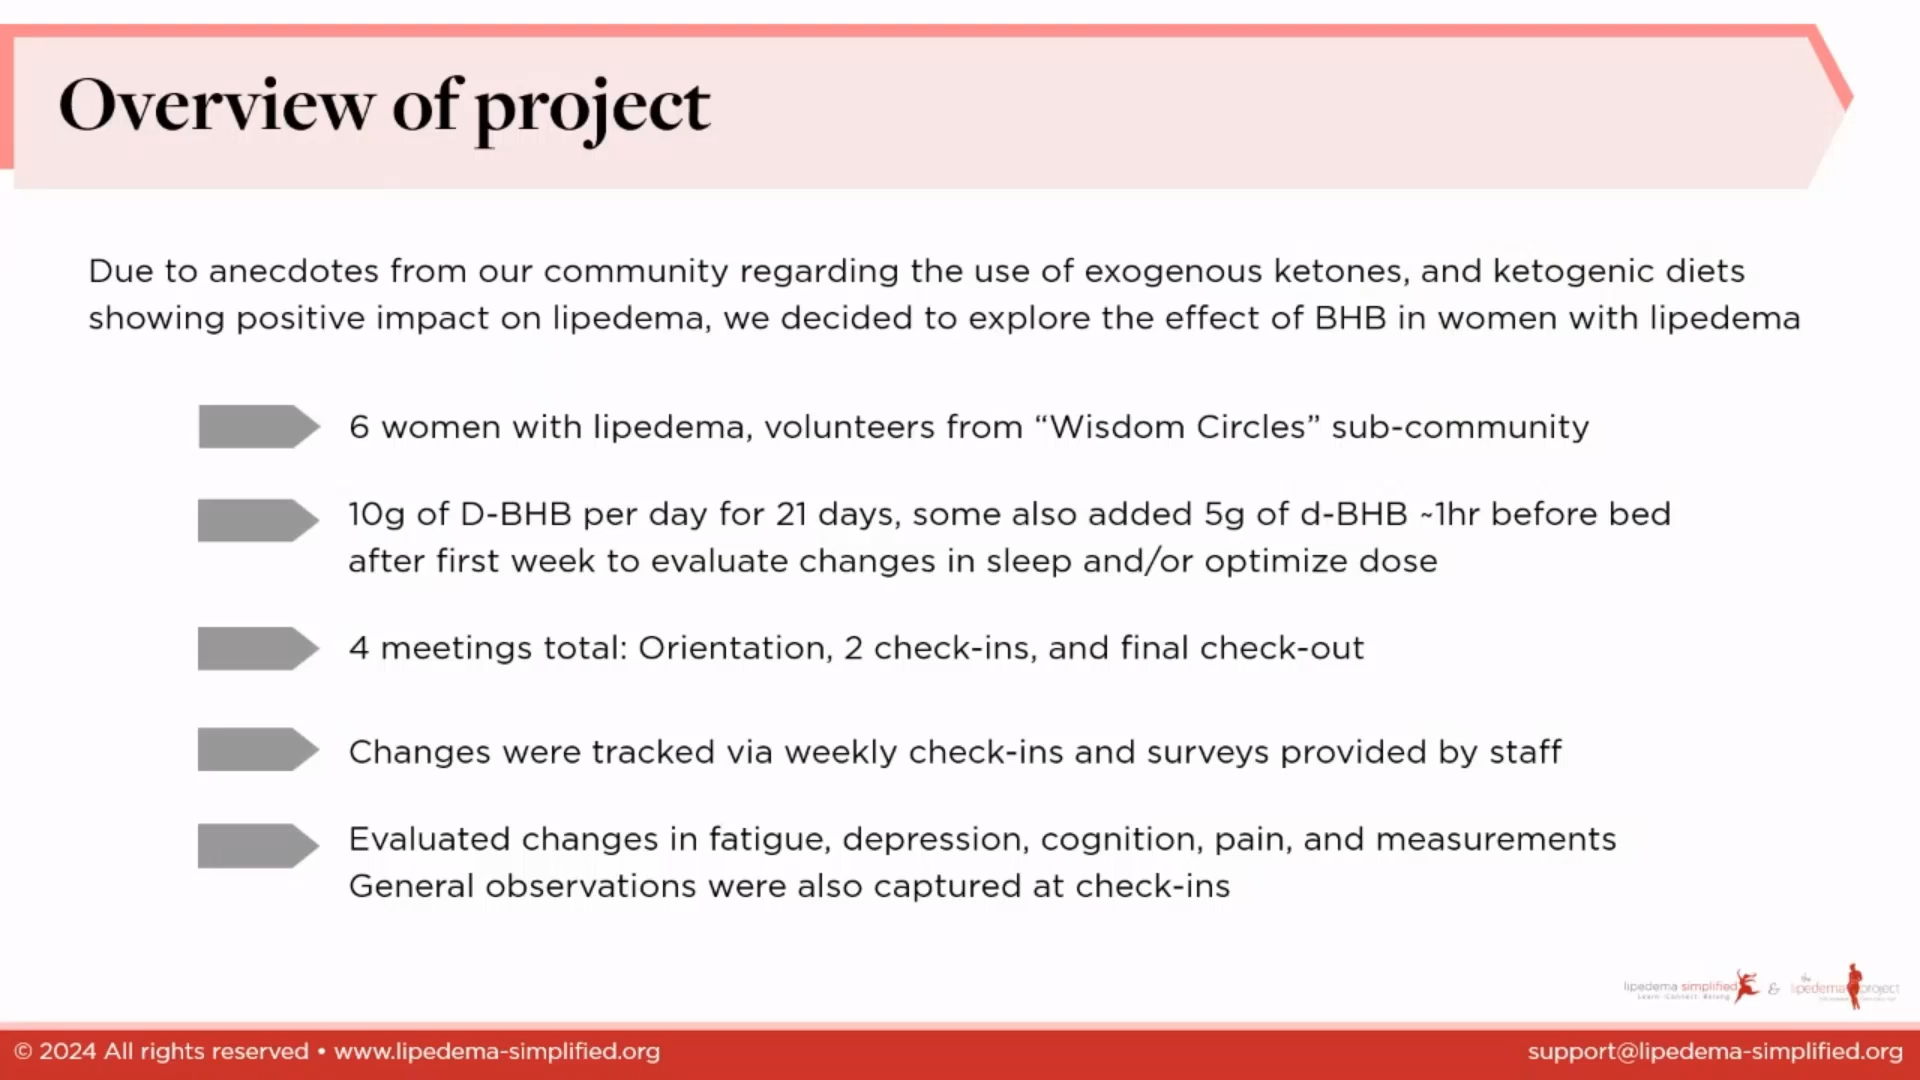 Overview of project
Due to anecdotes from our community regarding the use of exogenous ketones, and ketogenic diets
showing positive impact on lipedema, we decided to explore the effect of BHB in women with lipedema
6 women with lipedema, volunteers from “Wisdom Circles” sub-community
10g of D-BHB per day for 21 days, some also added 5g of d-BHB ~1hr before bed
after first week to evaluate changes in sleep and/or optimize dose
4 meetings total: Orientation, 2 check-ins, and final check-out
Changes were tracked via weekly check-ins and surveys provided by staff
Evaluated changes in fatigue, depression, cognition, pain, and measurements
General observations were also captured at check-ins
lipedema simplified & the lipedema project
Learn · Connect · Belong
© 2024 All rights reserved • www.lipedema-simplified.org
support@lipedema-simplified.org